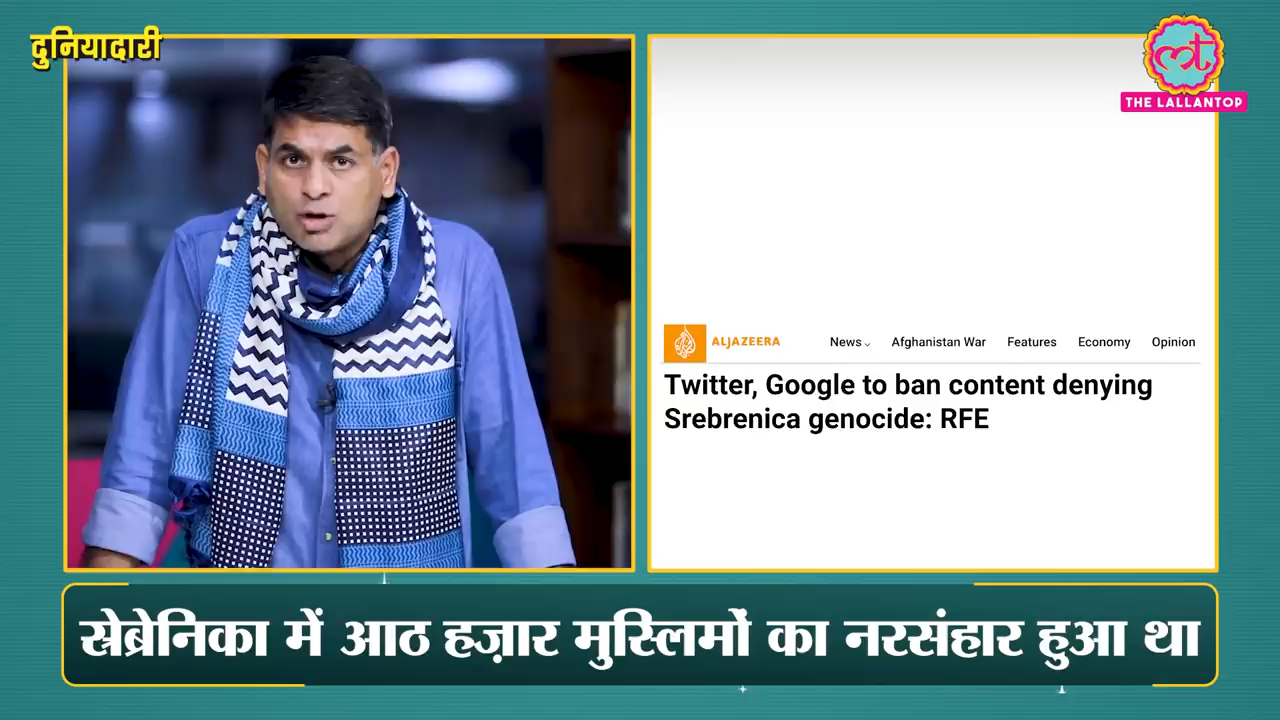 दुनियादारी
lt
THE LALLANTOP
ALJAZEERA
News Afghanistan War Features Economy Opinion
Twitter, Google to ban content denying
Srebrenica genocide: RFE
स्रेब्रेनिका में आठ हज़ार मुस्लिमों का नरसंहार हुआ था